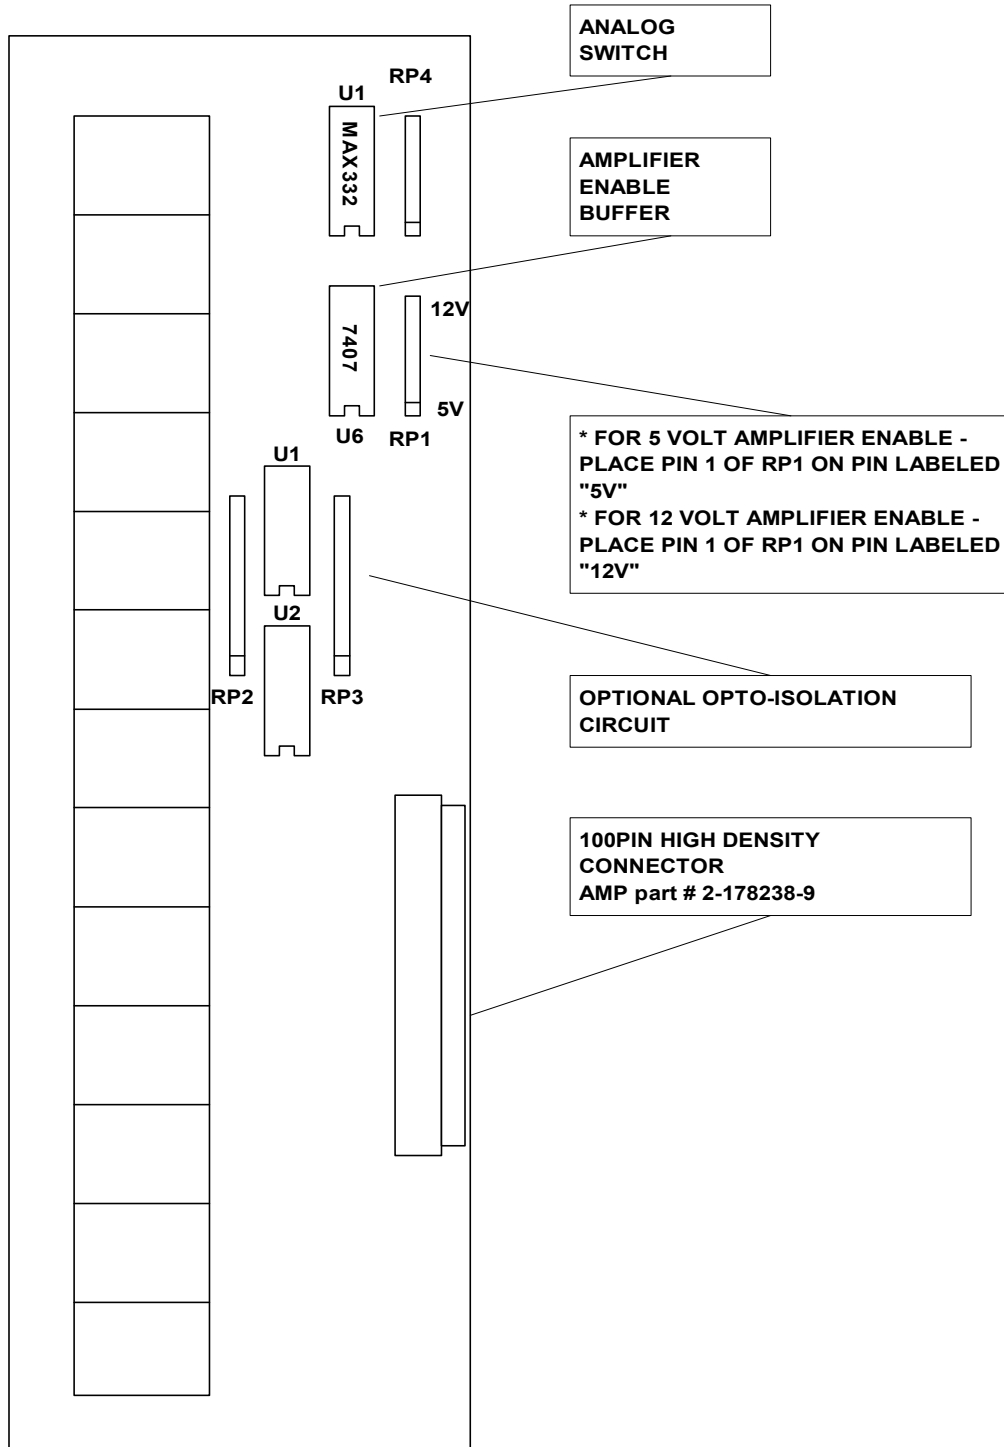 ANALOG
SWITCH
RP4
U1
MAX332
AMPLIFIER
ENABLE
BUFFER
12V
7407
5V
U6
RP1
* FOR 5 VOLT AMPLIFIER ENABLE -
PLACE PIN 1 OF RP1 ON PIN LABELED
"5V"
* FOR 12 VOLT AMPLIFIER ENABLE -
PLACE PIN 1 OF RP1 ON PIN LABELED
"12V"
U1
U2
RP2
RP3
OPTIONAL OPTO-ISOLATION
CIRCUIT
100PIN HIGH DENSITY
CONNECTOR
AMP part # 2-178238-9